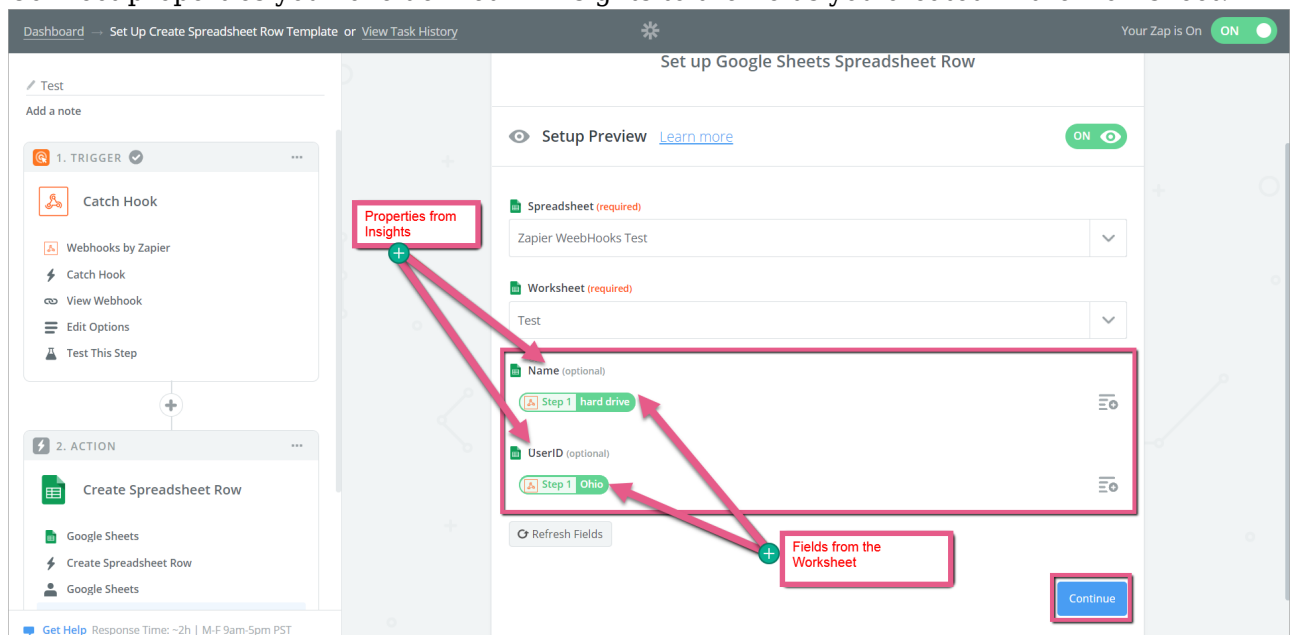 Dashboard → Set Up Create Spreadsheet Row Template or View Task History
Your Zap is On ON
Test
Add a note
1. TRIGGER
Catch Hook
Webhooks by Zapier
Catch Hook
View Webhook
Edit Options
Test This Step
2. ACTION
Create Spreadsheet Row
Google Sheets
Create Spreadsheet Row
Google Sheets
Get Help Response Time: ~2h | M-F 9am-5pm PST
Set up Google Sheets Spreadsheet Row
Setup Preview Learn more ON
Properties from
Insights
Spreadsheet (required)
Zapier WeebHooks Test
Worksheet (required)
Test
Name (optional)
Step 1 hard drive
UserID (optional)
Step 1 Ohio
Refresh Fields
Fields from the
Worksheet
Continue